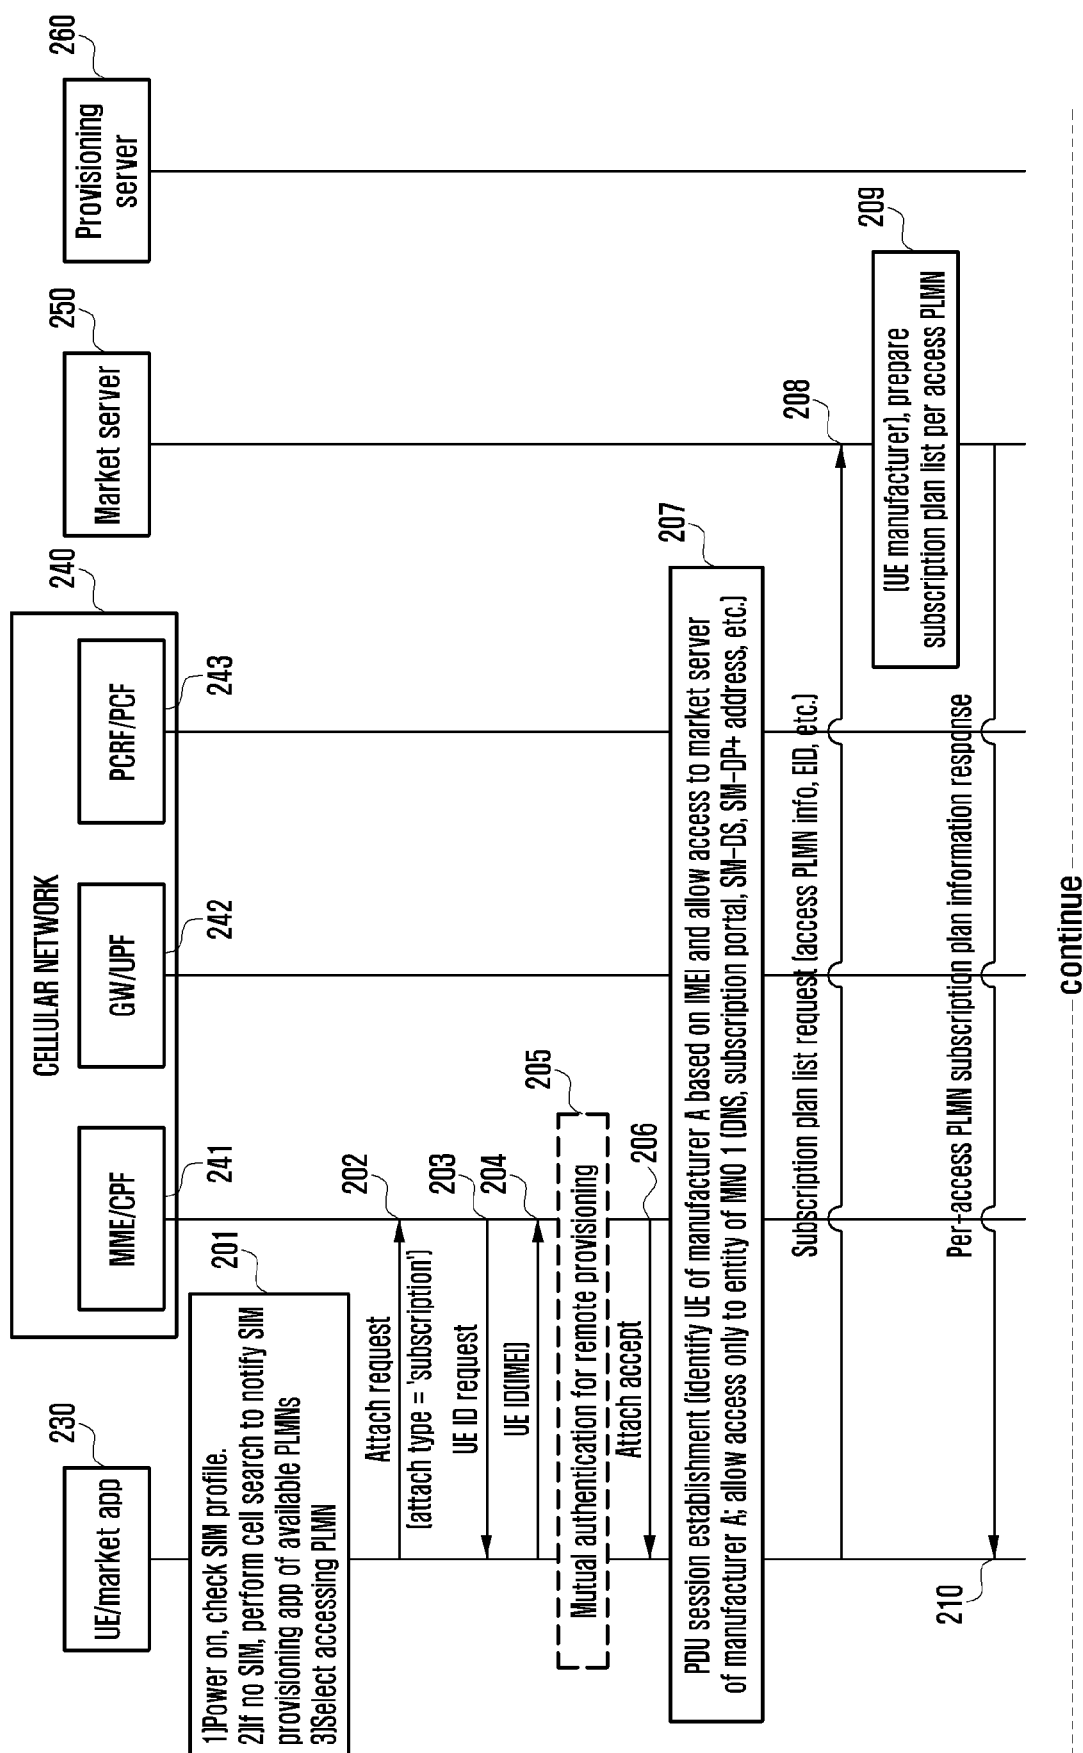 CELLULAR NETWORK
240
UE/market app
230
MME/CPF
241
GW/UPF
242
PCRF/PCF
243
Market server
250
Provisioning
server
260
1)Power on, check SIM profile.
2)If no SIM, perform cell search to notify SIM
provisioning app of available PLMNs
3)Select accessing PLMN
201
Attach request
(attach type = 'subscription')
202
UE ID request
203
UE ID(IMEI)
204
Mutual authentication for remote provisioning
205
Attach accept
206
PDU session establishment (identify UE of manufacturer A based on IMEI and allow access to market server
of manufacturer A; allow access only to entity of MNO 1 (DNS, subscription portal, SM-DS, SM-DP+ address, etc.)
207
Subscription plan list request (access PLMN info, EID, etc.)
208
(UE manufacturer), prepare
subscription plan list per access PLMN
209
Per-access PLMN subscription plan information response
210
continue